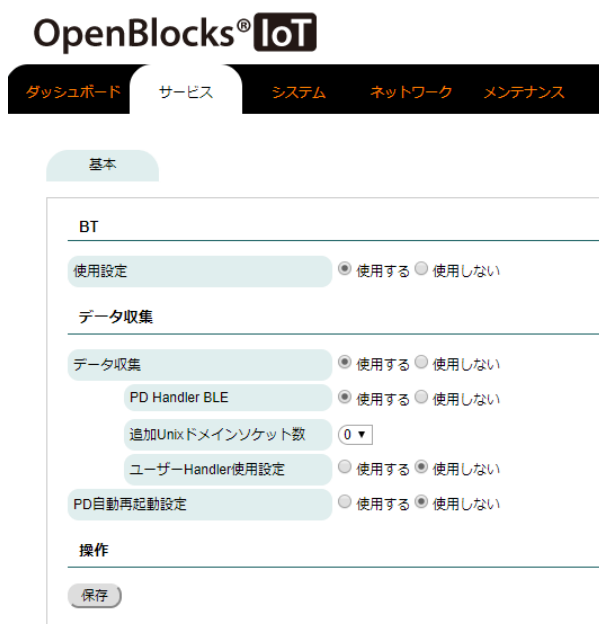 OpenBlocks® IoT
ダッシュボード サービス システム ネットワーク メンテナンス
基本
BT
使用設定 使用する 使用しない
データ収集
データ収集 使用する 使用しない
PD Handler BLE 使用する 使用しない
追加Unixドメインソケット数 0
ユーザーHandler使用設定 使用する 使用しない
PD自動再起動設定 使用する 使用しない
操作
保存